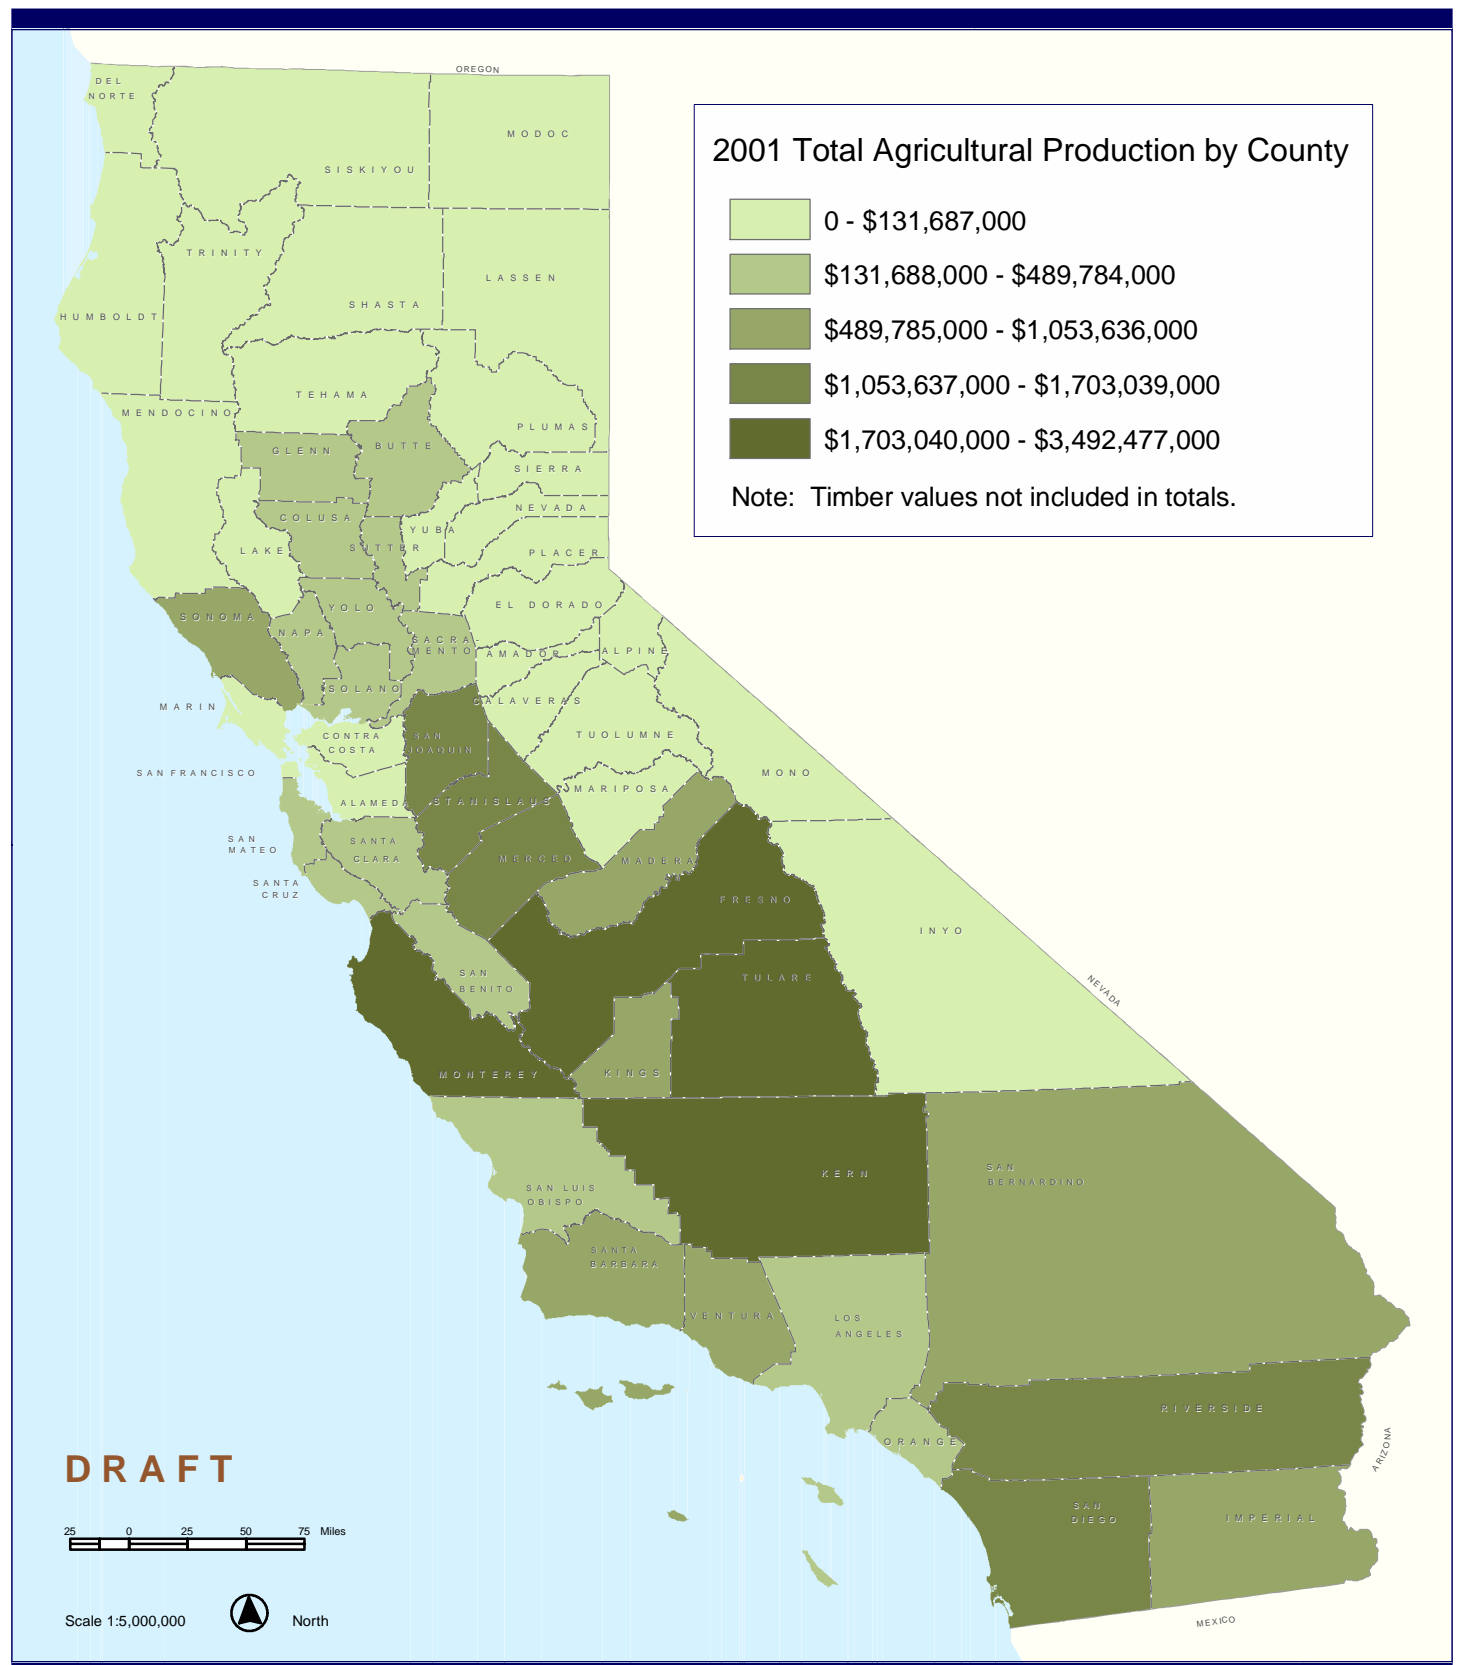 OREGON
DEL
NORTE
MODOC
SISKIYOU
2001 Total Agricultural Production by County
0 - $131,687,000
$131,688,000 - $489,784,000
$489,785,000 - $1,053,636,000
$1,053,637,000 - $1,703,039,000
$1,703,040,000 - $3,492,477,000
Note: Timber values not included in totals.
TRINITY
LASSEN
SHASTA
HUMBOLDT
TEHAMA
MENDOCINO
PLUMAS
BUTTE
GLENN
SIERRA
NEVADA
COLUSA
YUBA
SUTTER
LAKE
PLACER
EL DORADO
YOLO
SONOMA
NAPA
SACRA-
MENTO
AMADOR
ALPINE
SOLANO
CALAVERAS
MARIN
CONTRA
COSTA
SAN
JOAQUIN
TUOLUMNE
SAN FRANCISCO
MONO
MARIPOSA
ALAMEDA
STANISLAUS
SAN
MATEO
SANTA
CLARA
MERCED
MADERA
SANTA
CRUZ
FRESNO
INYO
SAN
BENITO
TULARE
NEVADA
MONTEREY
KINGS
KERN
SAN
BERNARDINO
SAN LUIS
OBISPO
SANTA
BARBARA
VENTURA
LOS
ANGELES
RIVERSIDE
ORANGE
ARIZONA
SAN
DIEGO
IMPERIAL
MEXICO
DRAFT
25 0 25 50 75 Miles
Scale 1:5,000,000 North